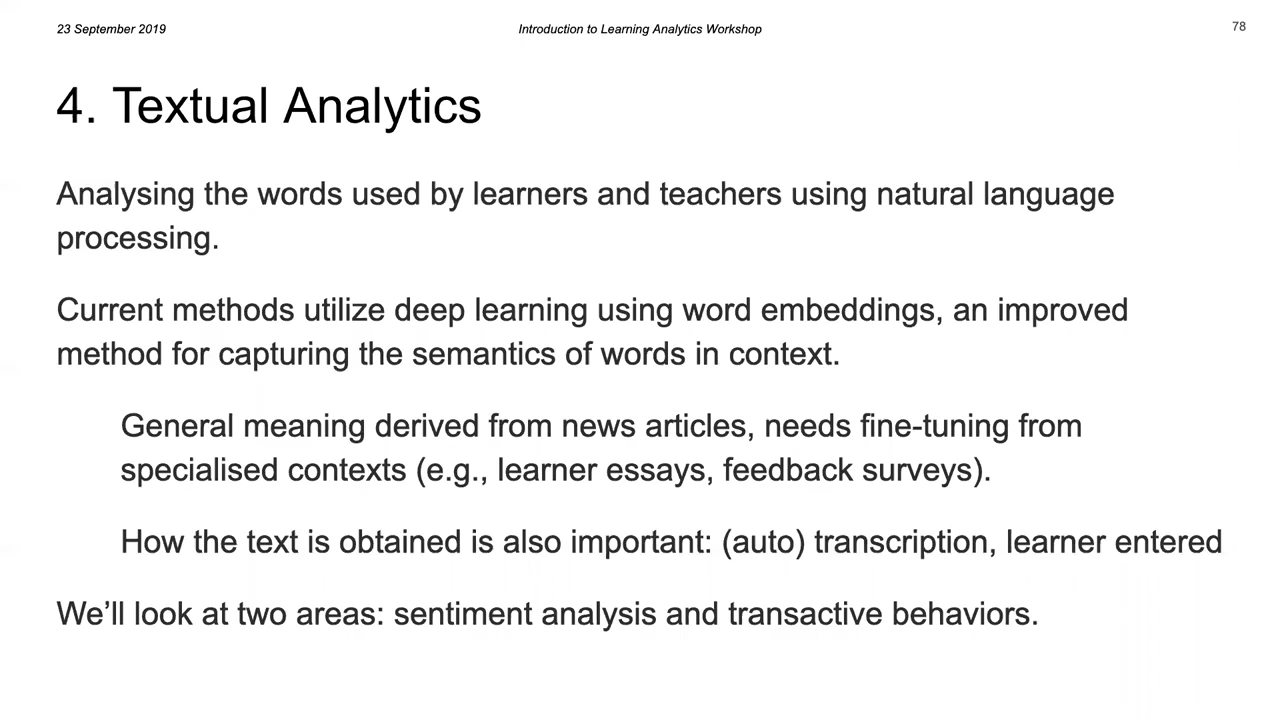 23 September 2019
Introduction to Learning Analytics Workshop
78
4. Textual Analytics
Analysing the words used by learners and teachers using natural language
processing.
Current methods utilize deep learning using word embeddings, an improved
method for capturing the semantics of words in context.
General meaning derived from news articles, needs fine-tuning from
specialised contexts (e.g., learner essays, feedback surveys).
How the text is obtained is also important: (auto) transcription, learner entered
We’ll look at two areas: sentiment analysis and transactive behaviors.